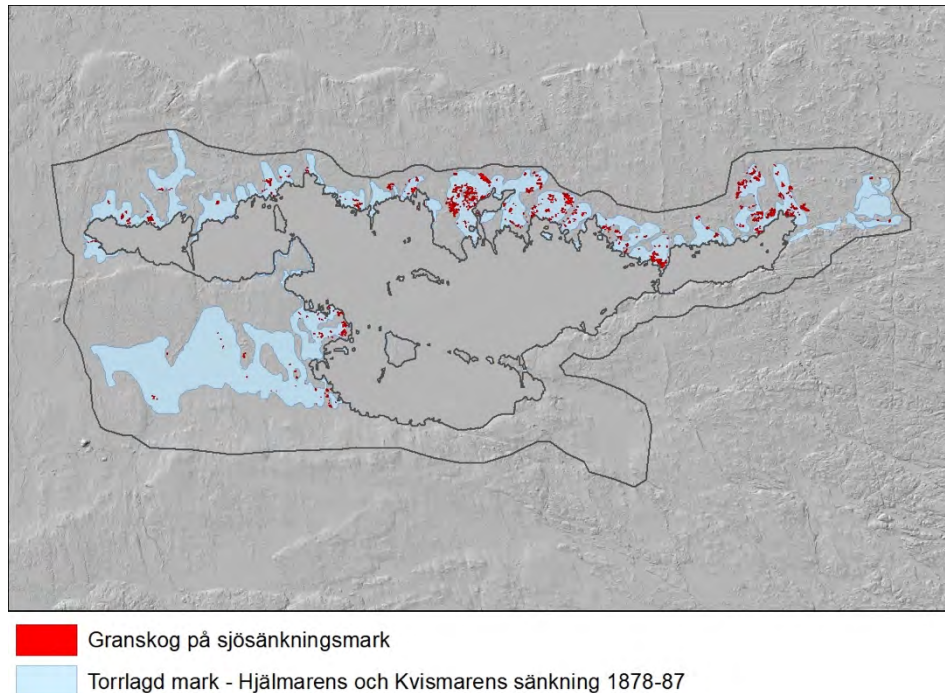 Granskog på sjösänkningsmark
Torrlagd mark - Hjälmarens och Kvismarens sänkning 1878-87